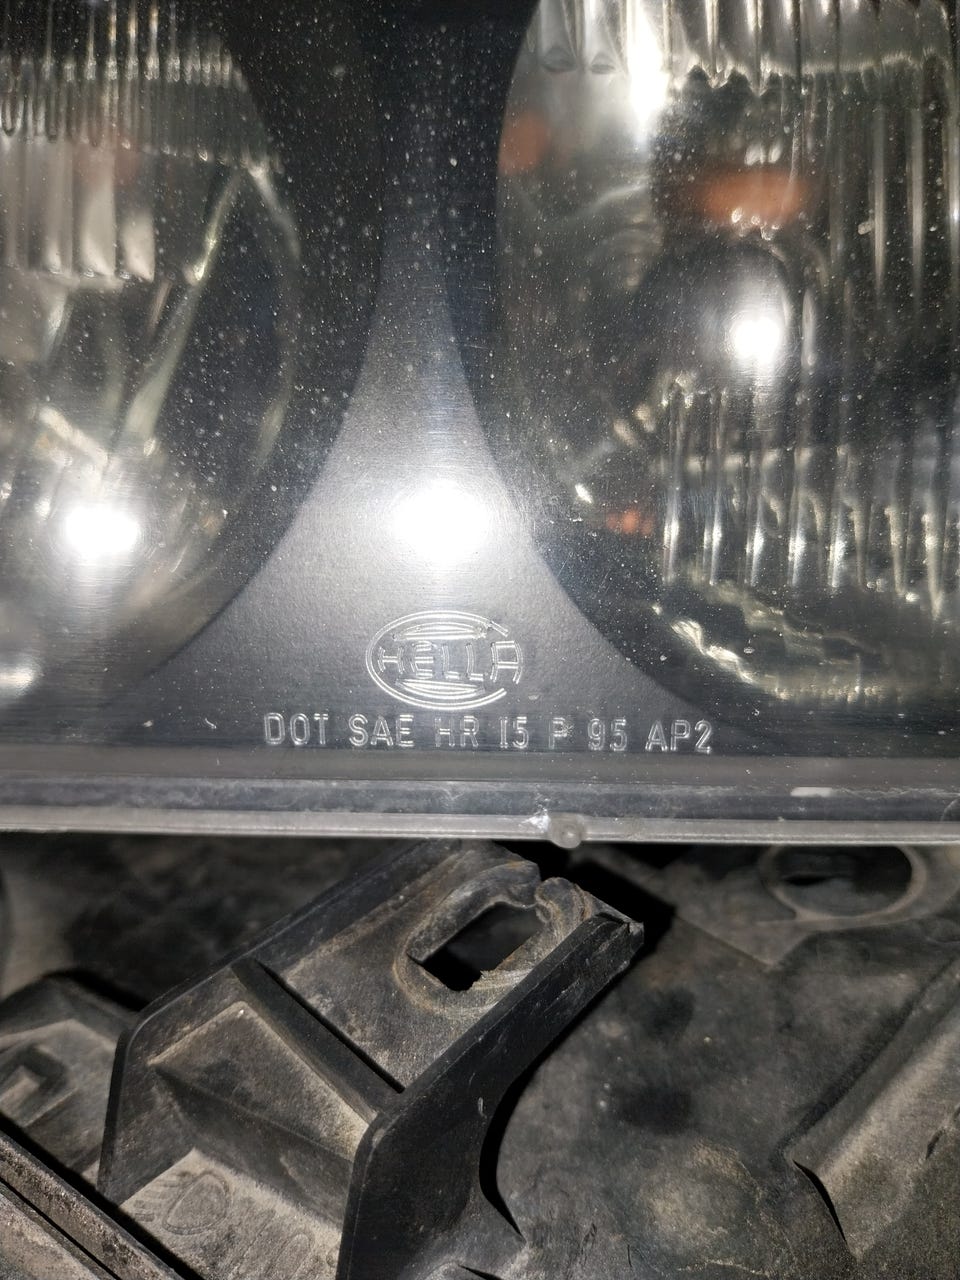 HELLA
DOT SAE HR I5 P 95 AP2